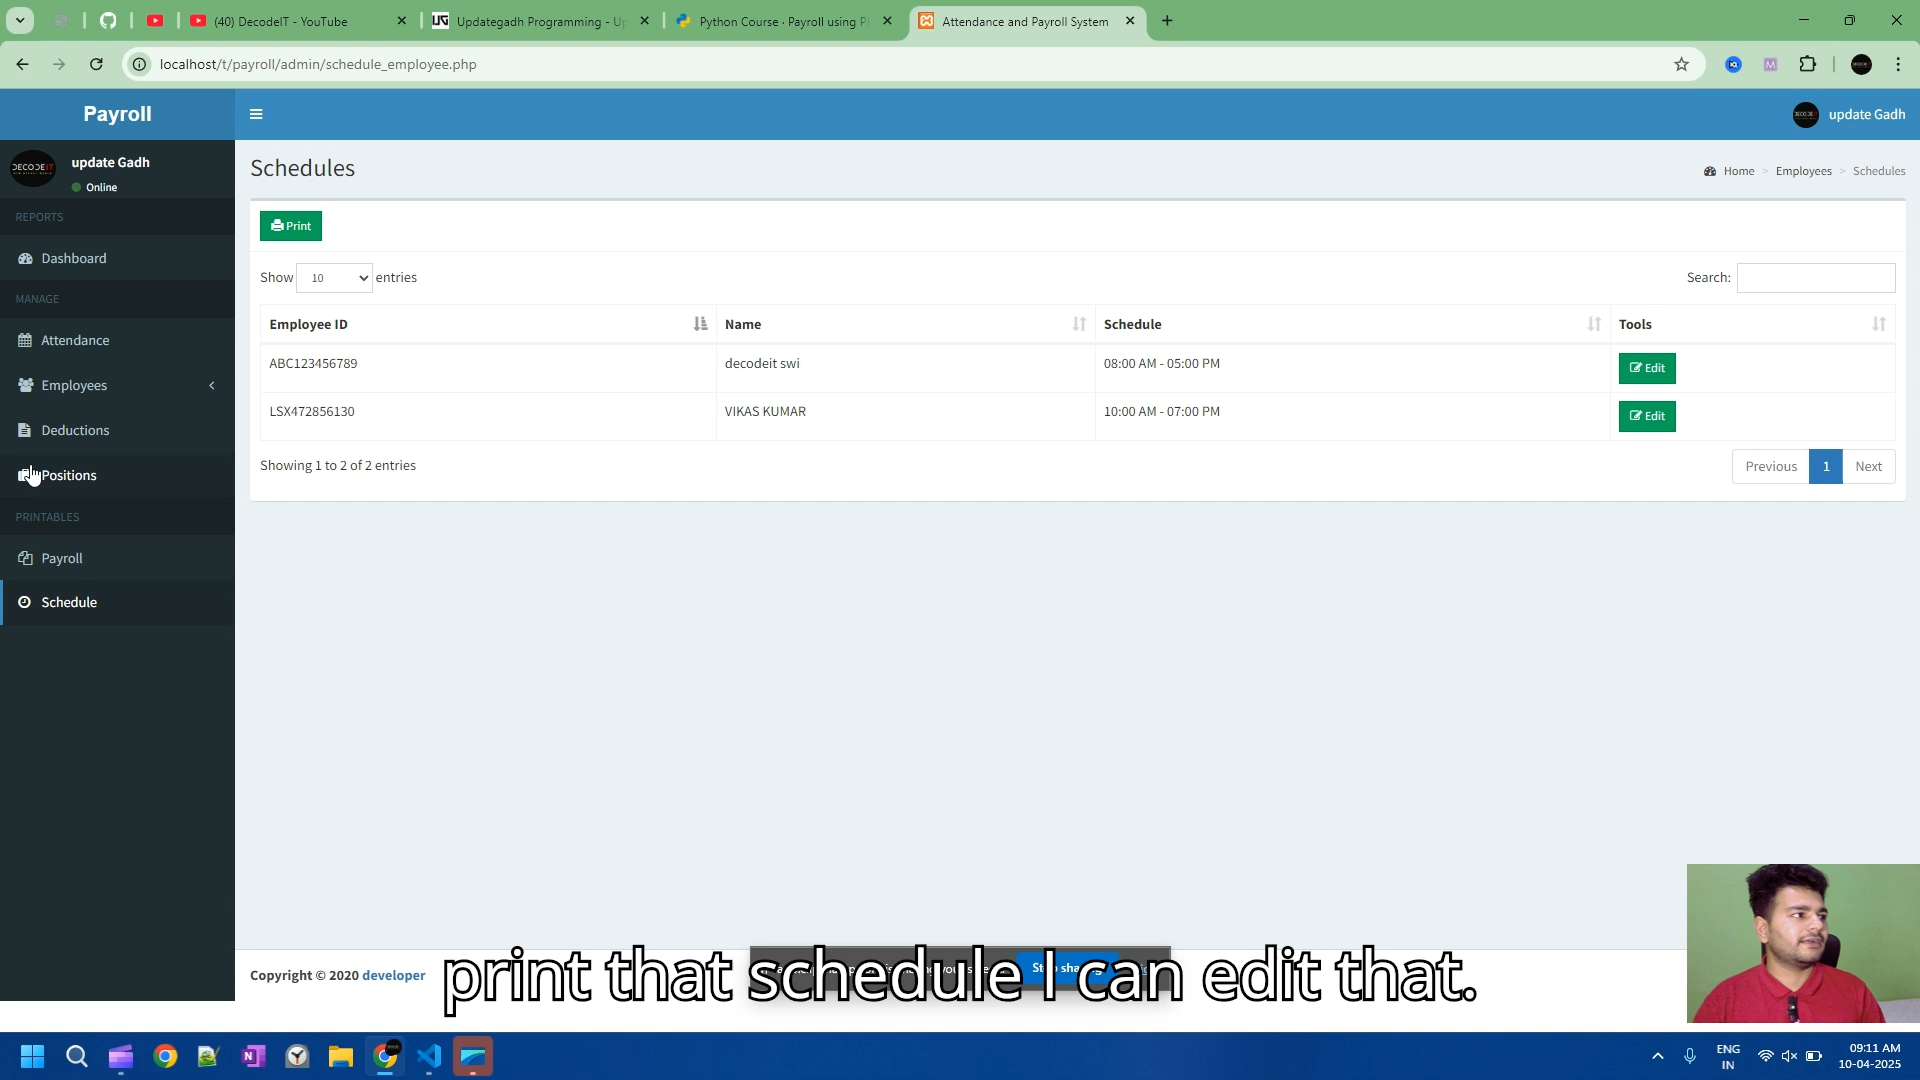 (40) DecodeIT - YouTube
Updategadh Programming - Up
Python Course · Payroll using P
Attendance and Payroll System
localhost/t/payroll/admin/schedule_employee.php
Payroll
update Gadh
update Gadh
Online
REPORTS
Dashboard
MANAGE
Attendance
Employees
Deductions
Positions
PRINTABLES
Payroll
Schedule
Schedules
Home > Employees > Schedules
Print
Show 10 entries
Search:
Employee ID Name Schedule Tools
ABC123456789 decodeit swi 08:00 AM - 05:00 PM Edit
LSX472856130 VIKAS KUMAR 10:00 AM - 07:00 PM Edit
Showing 1 to 2 of 2 entries
Previous 1 Next
Copyright © 2020 developer
print that schedule I can edit that.
ENG
IN
09:11 AM
10-04-2025